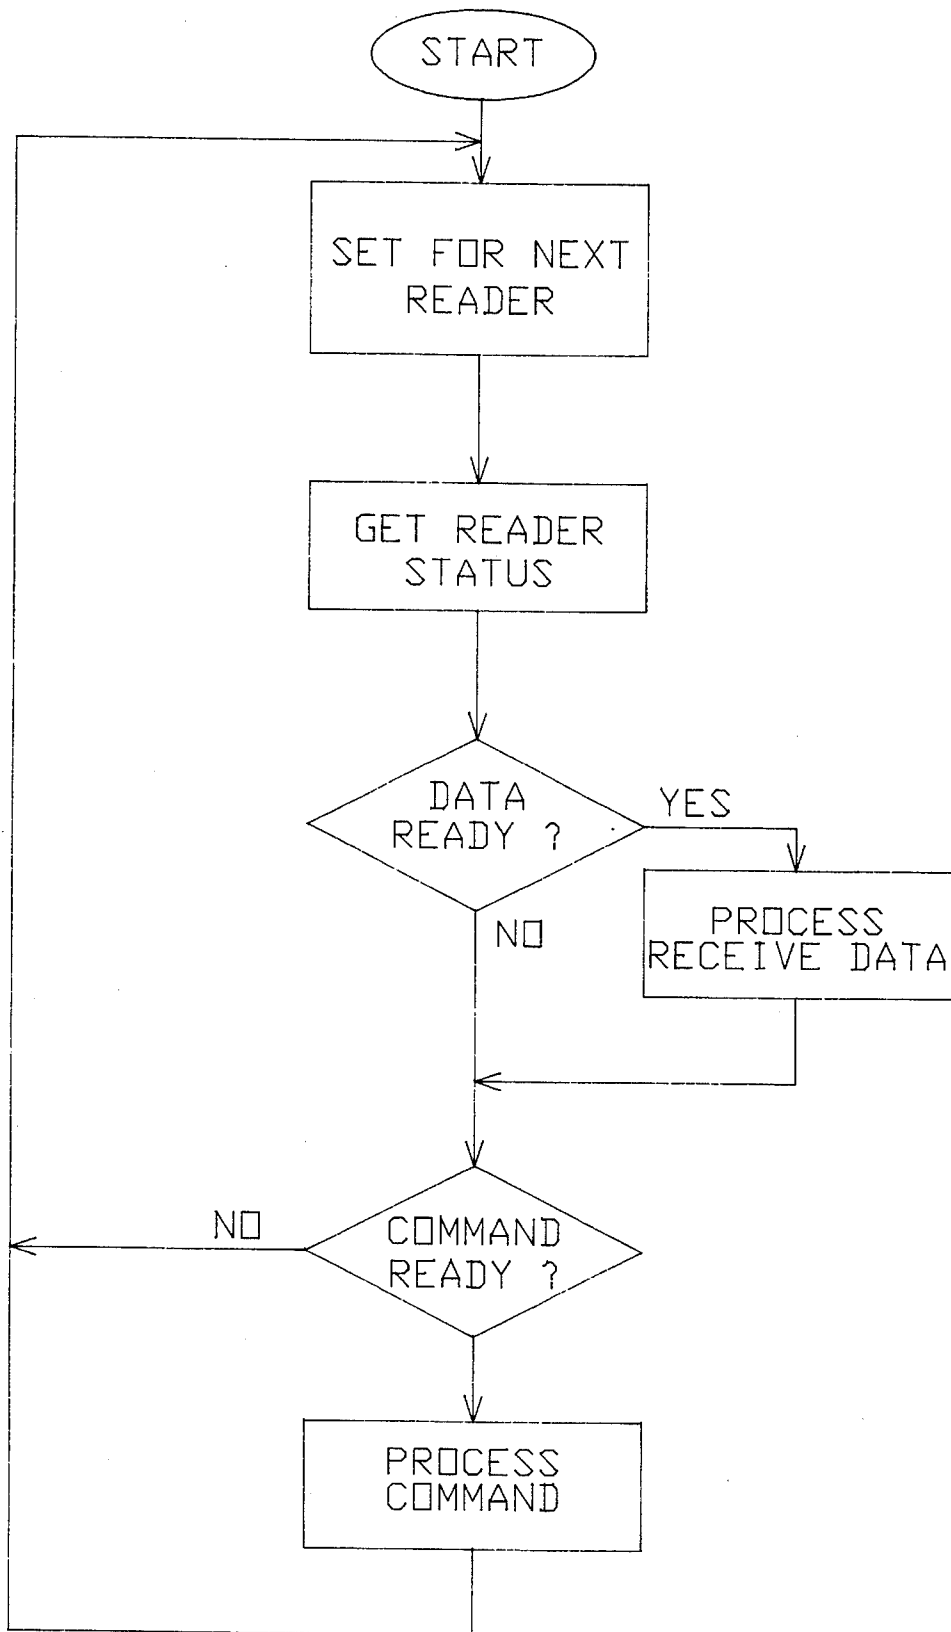 START
SET FOR NEXT
READER
GET READER
STATUS
DATA
READY ?
YES
PROCESS
RECEIVE DATA
NO
COMMAND
READY ?
NO
PROCESS
COMMAND